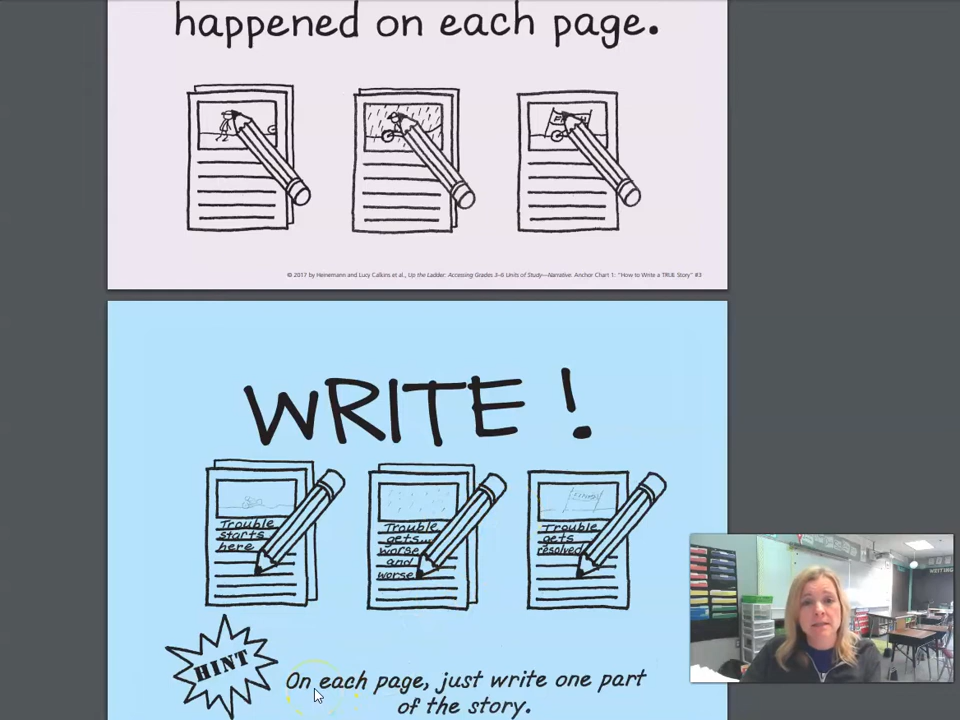 happened on each page.
© 2017 by Heinemann and Lucy Calkins et al., Up the Ladder: Accessing Grades 3–6 Units of Study—Narrative. Anchor Chart 1: "How to Write a TRUE Story" #3
WRITE!
Trouble
starts
here
Trouble
gets...
worse
and
worse
Trouble
gets
resolved
HINT
On each page, just write one part
of the story.
WRITING